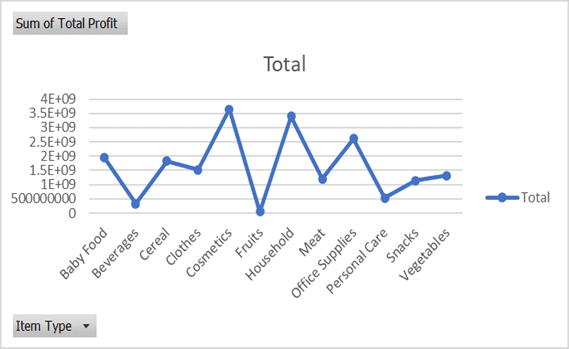 Sum of Total Profit
Total
4E+09
3.5E+09
3E+09
2.5E+09
2E+09
1.5E+09
1E+09
500000000
0
Baby Food
Beverages
Cereal
Clothes
Cosmetics
Fruits
Household
Meat
Office Supplies
Personal Care
Snacks
Vegetables
Total
Item Type